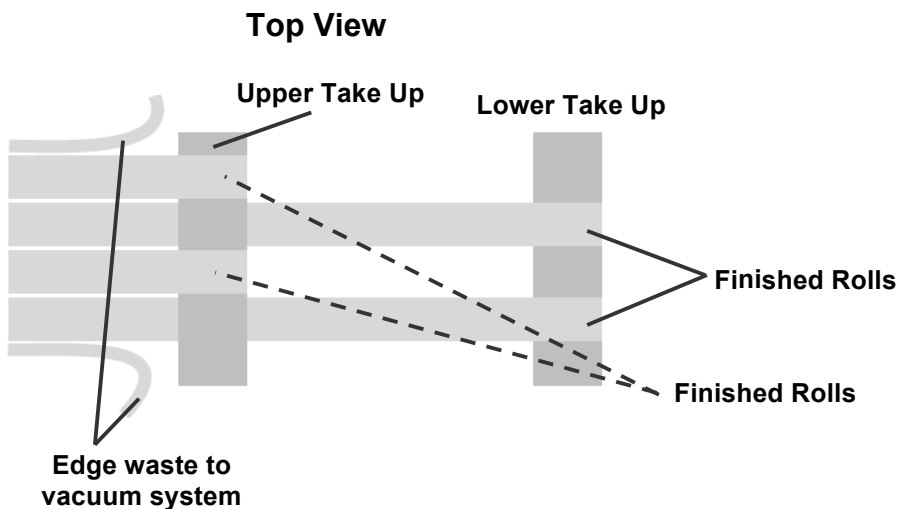 Top View
Upper Take Up
Lower Take Up
Finished Rolls
Finished Rolls
Edge waste to
vacuum system